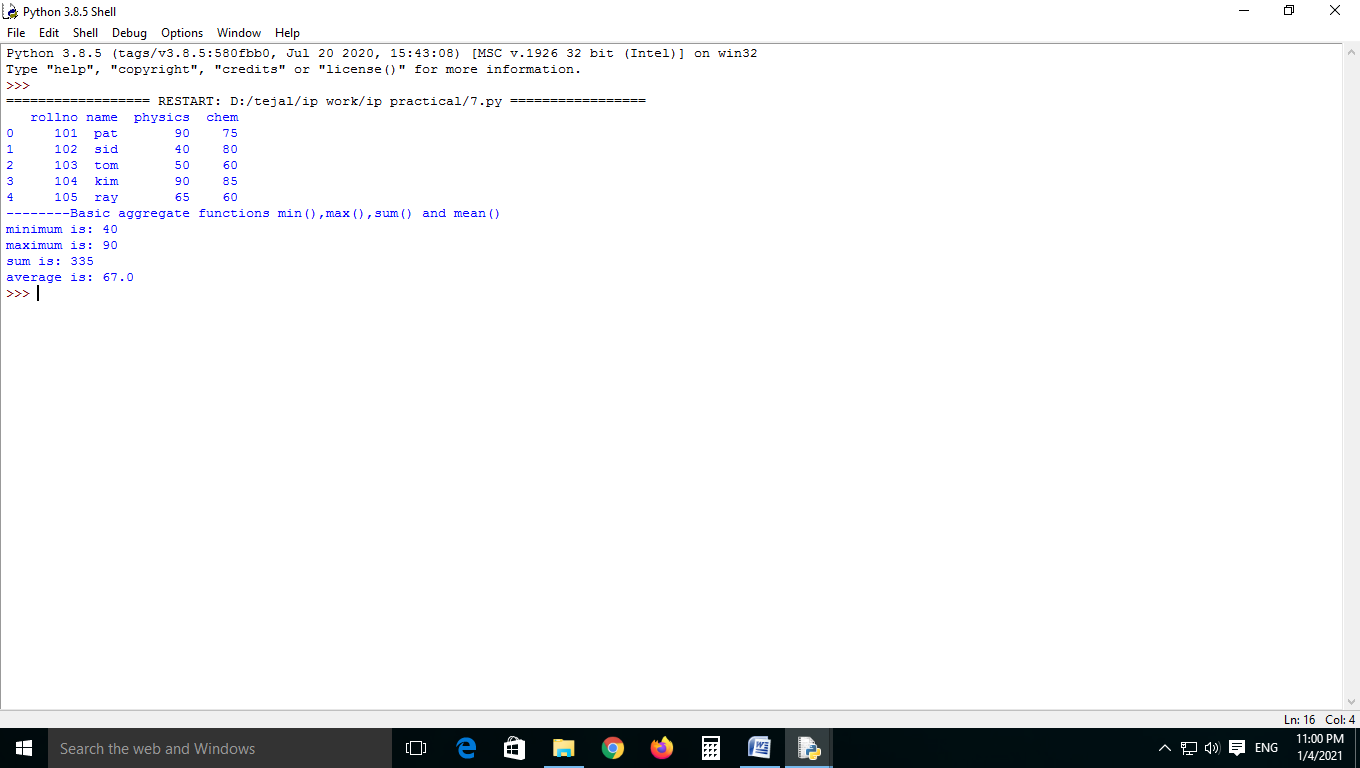 Python 3.8.5 Shell
File Edit Shell Debug Options Window Help
Python 3.8.5 (tags/v3.8.5:580fbb0, Jul 20 2020, 15:43:08) [MSC v.1926 32 bit (Intel)] on win32
Type "help", "copyright", "credits" or "license()" for more information.
>>>
================== RESTART: D:/tejal/ip work/ip practical/7.py =================
   rollno name  physics  chem
0     101  pat       90    75
1     102  sid       40    80
2     103  tom       50    60
3     104  kim       90    85
4     105  ray       65    60
--------Basic aggregate functions min(),max(),sum() and mean()
minimum is: 40
maximum is: 90
sum is: 335
average is: 67.0
>>>
Ln: 16 Col: 4
Search the web and Windows
ENG
11:00 PM
1/4/2021